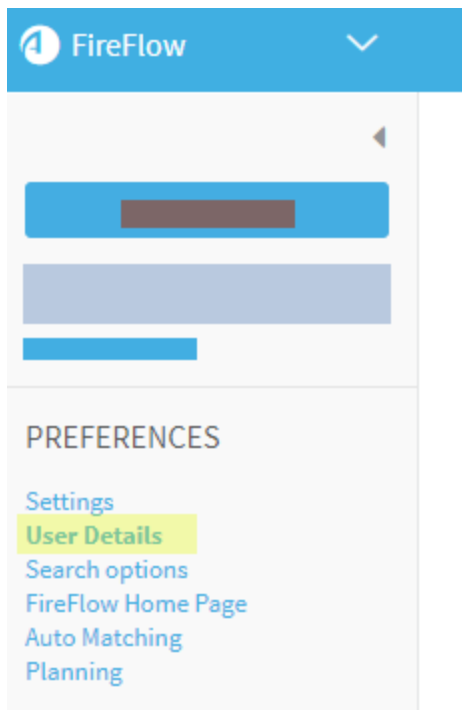 FireFlow
PREFERENCES
Settings
User Details
Search options
FireFlow Home Page
Auto Matching
Planning